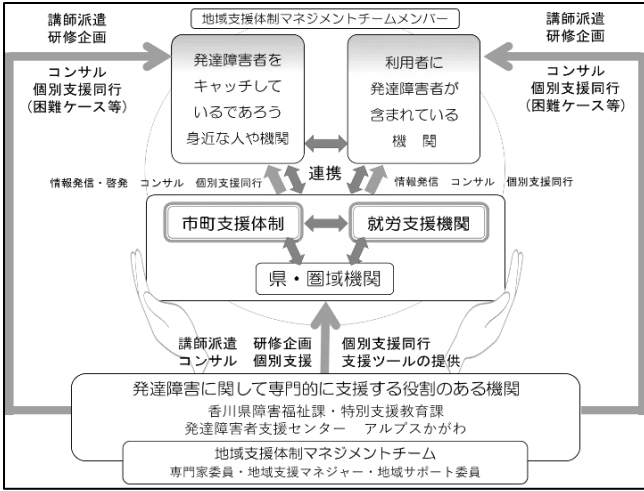 地域支援体制マネジメントチームメンバー
講師派遣
研修企画
コンサル
個別支援同行
（困難ケース等）
発達障害者を
キャッチして
いるであろう
身近な人や機関
利用者に
発達障害者が
含まれている
機　関
講師派遣
研修企画
コンサル
個別支援同行
（困難ケース等）
連携
情報発信・啓発　コンサル　個別支援同行
情報発信　コンサル　個別支援同行
市町支援体制
就労支援機関
県・圏域機関
講師派遣　研修企画　個別支援同行
コンサル　個別支援　支援ツールの提供
発達障害に関して専門的に支援する役割のある機関
香川県障害福祉課・特別支援教育課
発達障害者支援センター　アルプスかがわ
地域支援体制マネジメントチーム
専門家委員・地域支援マネジャー・地域サポート委員